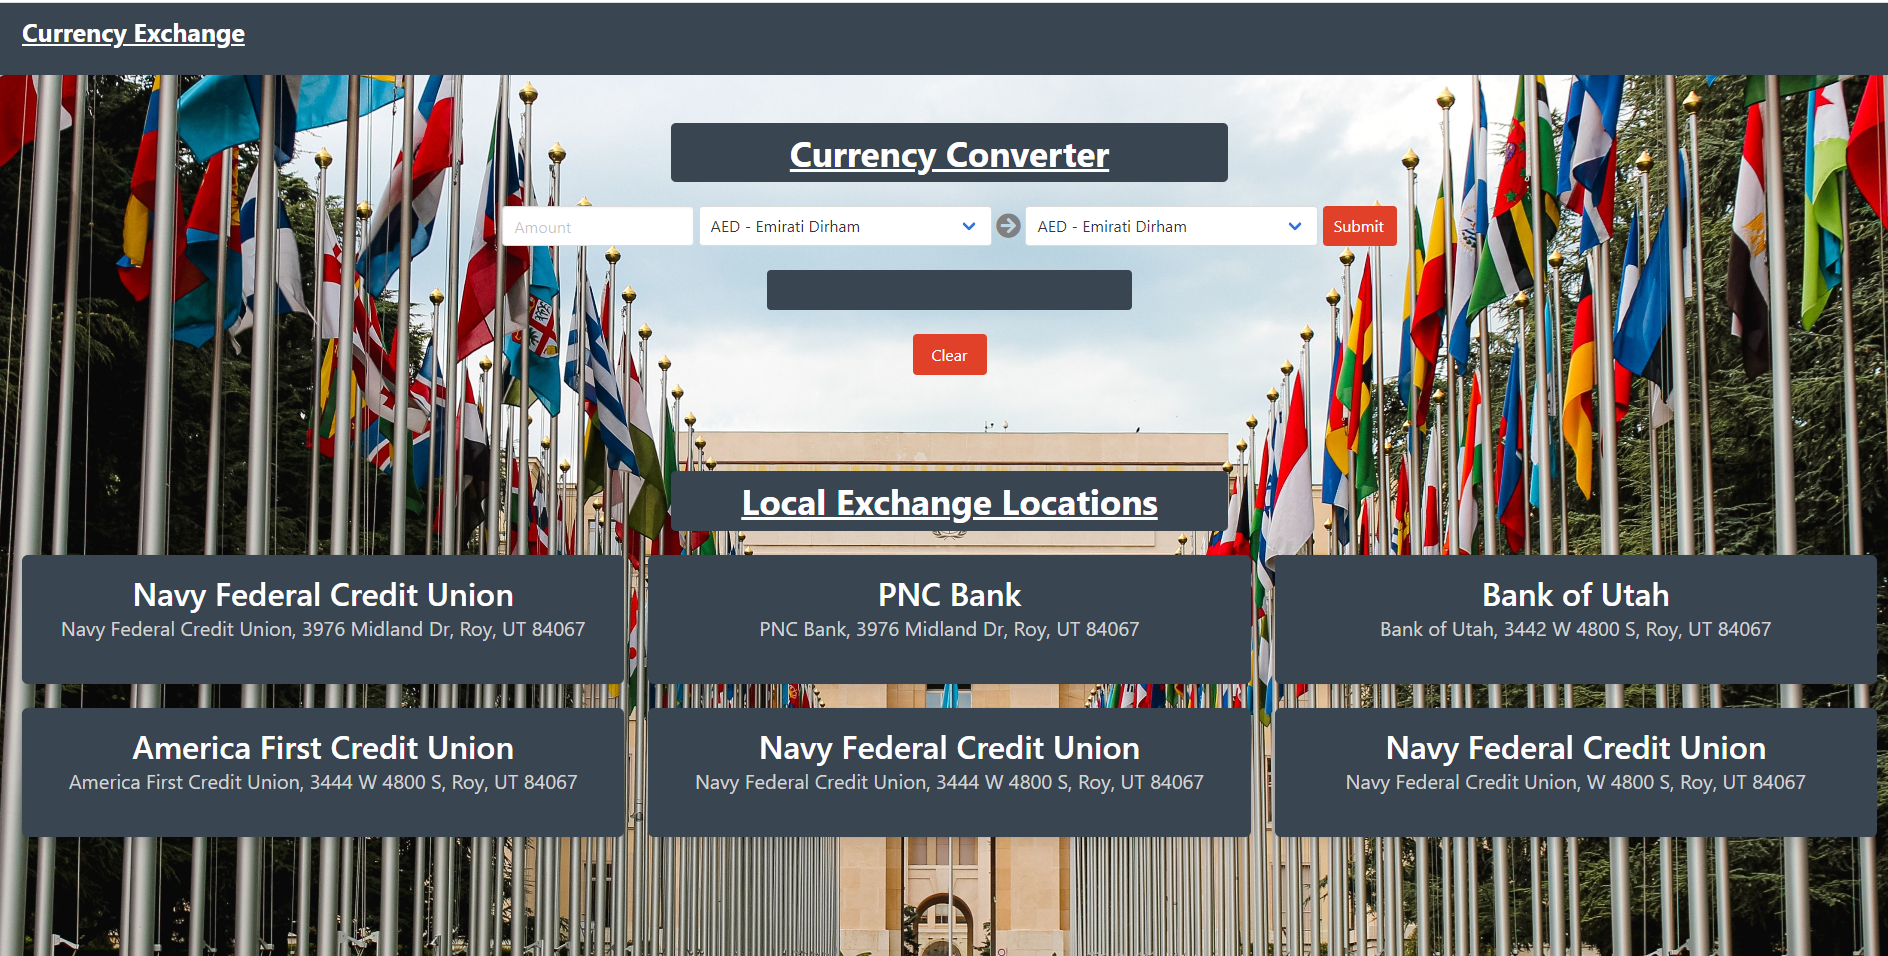 Currency Exchange
Currency Converter
Amount
AED - Emirati Dirham
AED - Emirati Dirham
Submit
Clear
Local Exchange Locations
Navy Federal Credit Union
Navy Federal Credit Union, 3976 Midland Dr, Roy, UT 84067
PNC Bank
PNC Bank, 3976 Midland Dr, Roy, UT 84067
Bank of Utah
Bank of Utah, 3442 W 4800 S, Roy, UT 84067
America First Credit Union
America First Credit Union, 3444 W 4800 S, Roy, UT 84067
Navy Federal Credit Union
Navy Federal Credit Union, 3444 W 4800 S, Roy, UT 84067
Navy Federal Credit Union
Navy Federal Credit Union, W 4800 S, Roy, UT 84067